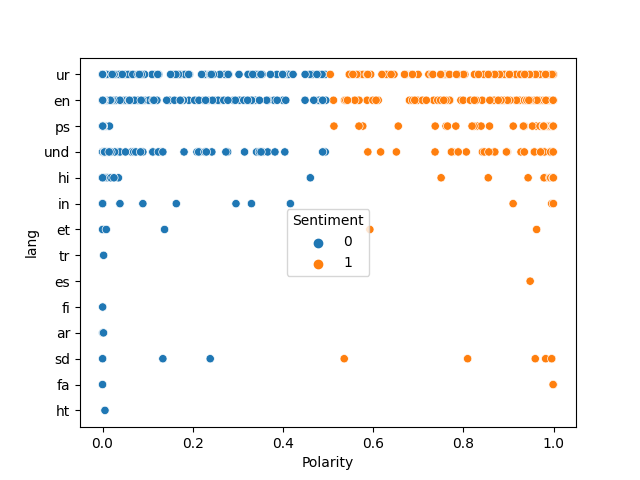 ur
en
ps
und
hi
in
et
tr
es
fi
ar
sd
fa
ht
lang
Sentiment
0
1
0.0 0.2 0.4 0.6 0.8 1.0
Polarity